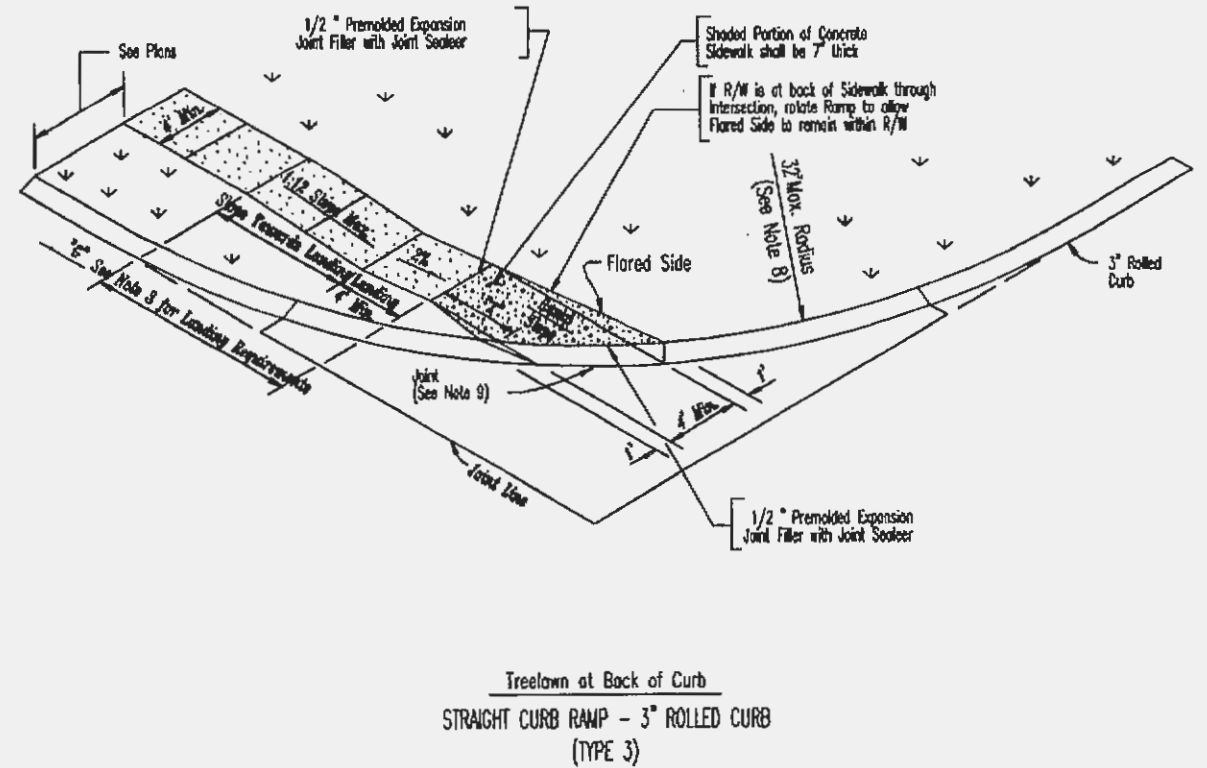 1/2 " Premolded Expansion
Joint Filler with Joint Sealeer
See Plans
Shaded Portion of Concrete
Sidewalk shall be 7" thick
If R/W is at back of Sidewalk through
Intersection, rotate Ramp to allow
Flared Side to remain within R/W
4' Min.
1:12 Slope Max.
Slope Towards Landing
Landing
4' Min.
2%
Flared Side
32' Max. Radius
(See Note 8)
3" Rolled
Curb
See Note 3 for Landing Requirements
Joint
(See Note 9)
1'
4' Min.
1'
Joint Line
1/2 " Premolded Expansion
Joint Filler with Joint Sealeer
Treelawn at Back of Curb
STRAIGHT CURB RAMP - 3" ROLLED CURB
(TYPE 3)